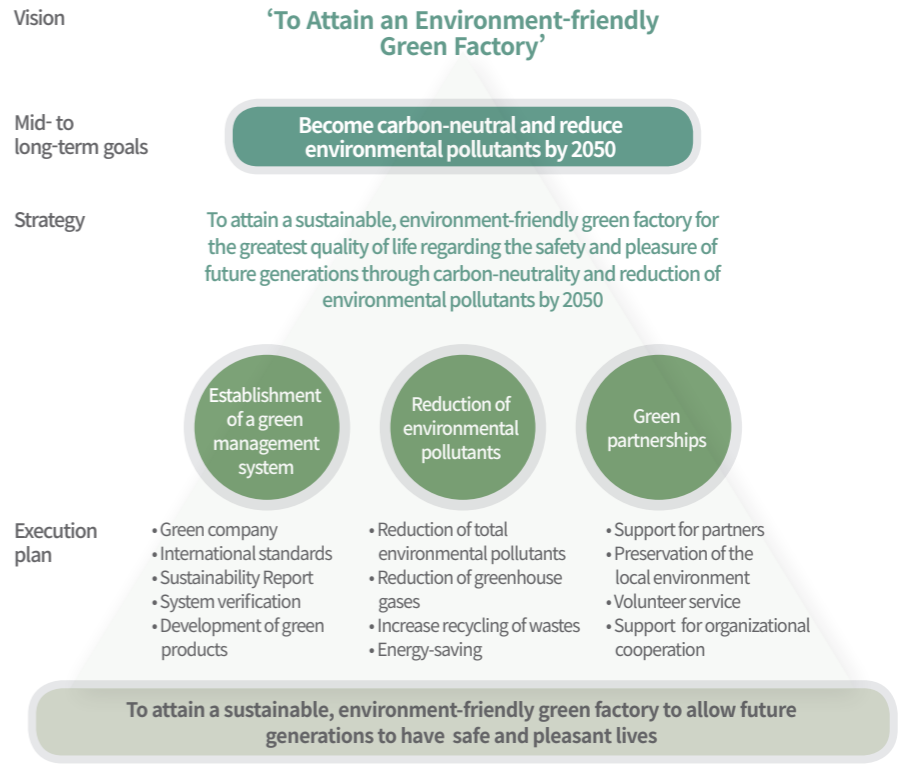 Vision
‘To Attain an Environment-friendly
Green Factory’
Mid- to
long-term goals
Become carbon-neutral and reduce
environmental pollutants by 2050
Strategy
To attain a sustainable, environment-friendly green factory for
the greatest quality of life regarding the safety and pleasure of
future generations through carbon-neutrality and reduction of
environmental pollutants by 2050
Establishment
of a green
management
system
Reduction of
environmental
pollutants
Green
partnerships
Execution
plan
• Green company
• International standards
• Sustainability Report
• System verification
• Development of green
products
• Reduction of total
environmental pollutants
• Reduction of greenhouse
gases
• Increase recycling of wastes
• Energy-saving
• Support for partners
• Preservation of the
local environment
• Volunteer service
• Support for organizational
cooperation
To attain a sustainable, environment-friendly green factory to allow future
generations to have safe and pleasant lives